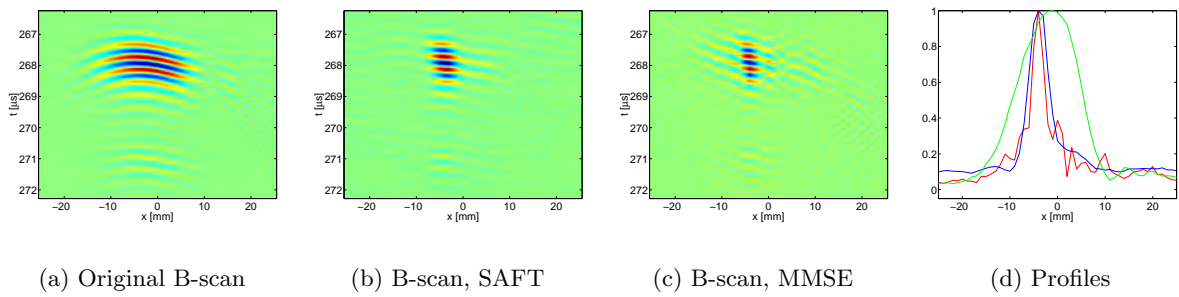 267
268
269
270
271
272
t [µs]
−20 −10 0 10 20
x [mm]
267
268
269
270
271
272
t [µs]
−20 −10 0 10 20
x [mm]
267
268
269
270
271
272
t [µs]
−20 −10 0 10 20
x [mm]
1
0.8
0.6
0.4
0.2
0
−20 −10 0 10 20
x [mm]
(a) Original B-scan
(b) B-scan, SAFT
(c) B-scan, MMSE
(d) Profiles